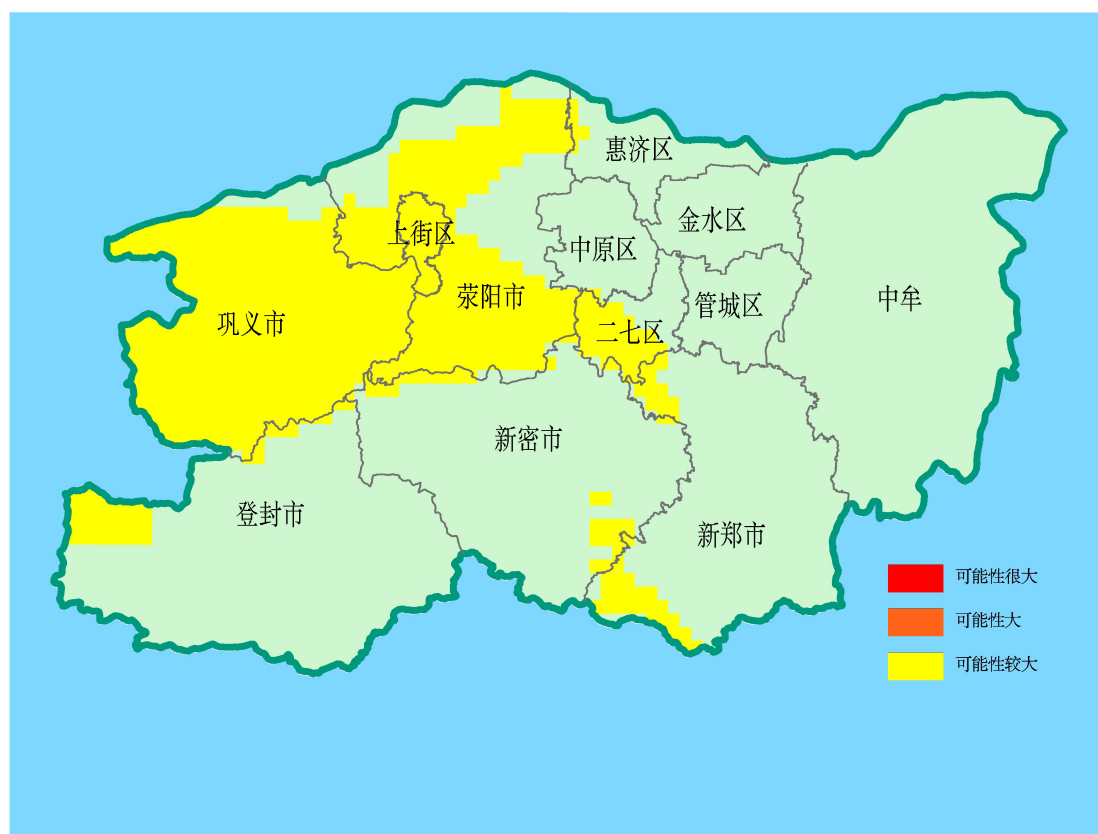 惠济区
金水区
上街区
中原区
荥阳市
管城区
中牟
巩义市
二七区
新密市
登封市
新郑市
可能性很大
可能性大
可能性较大